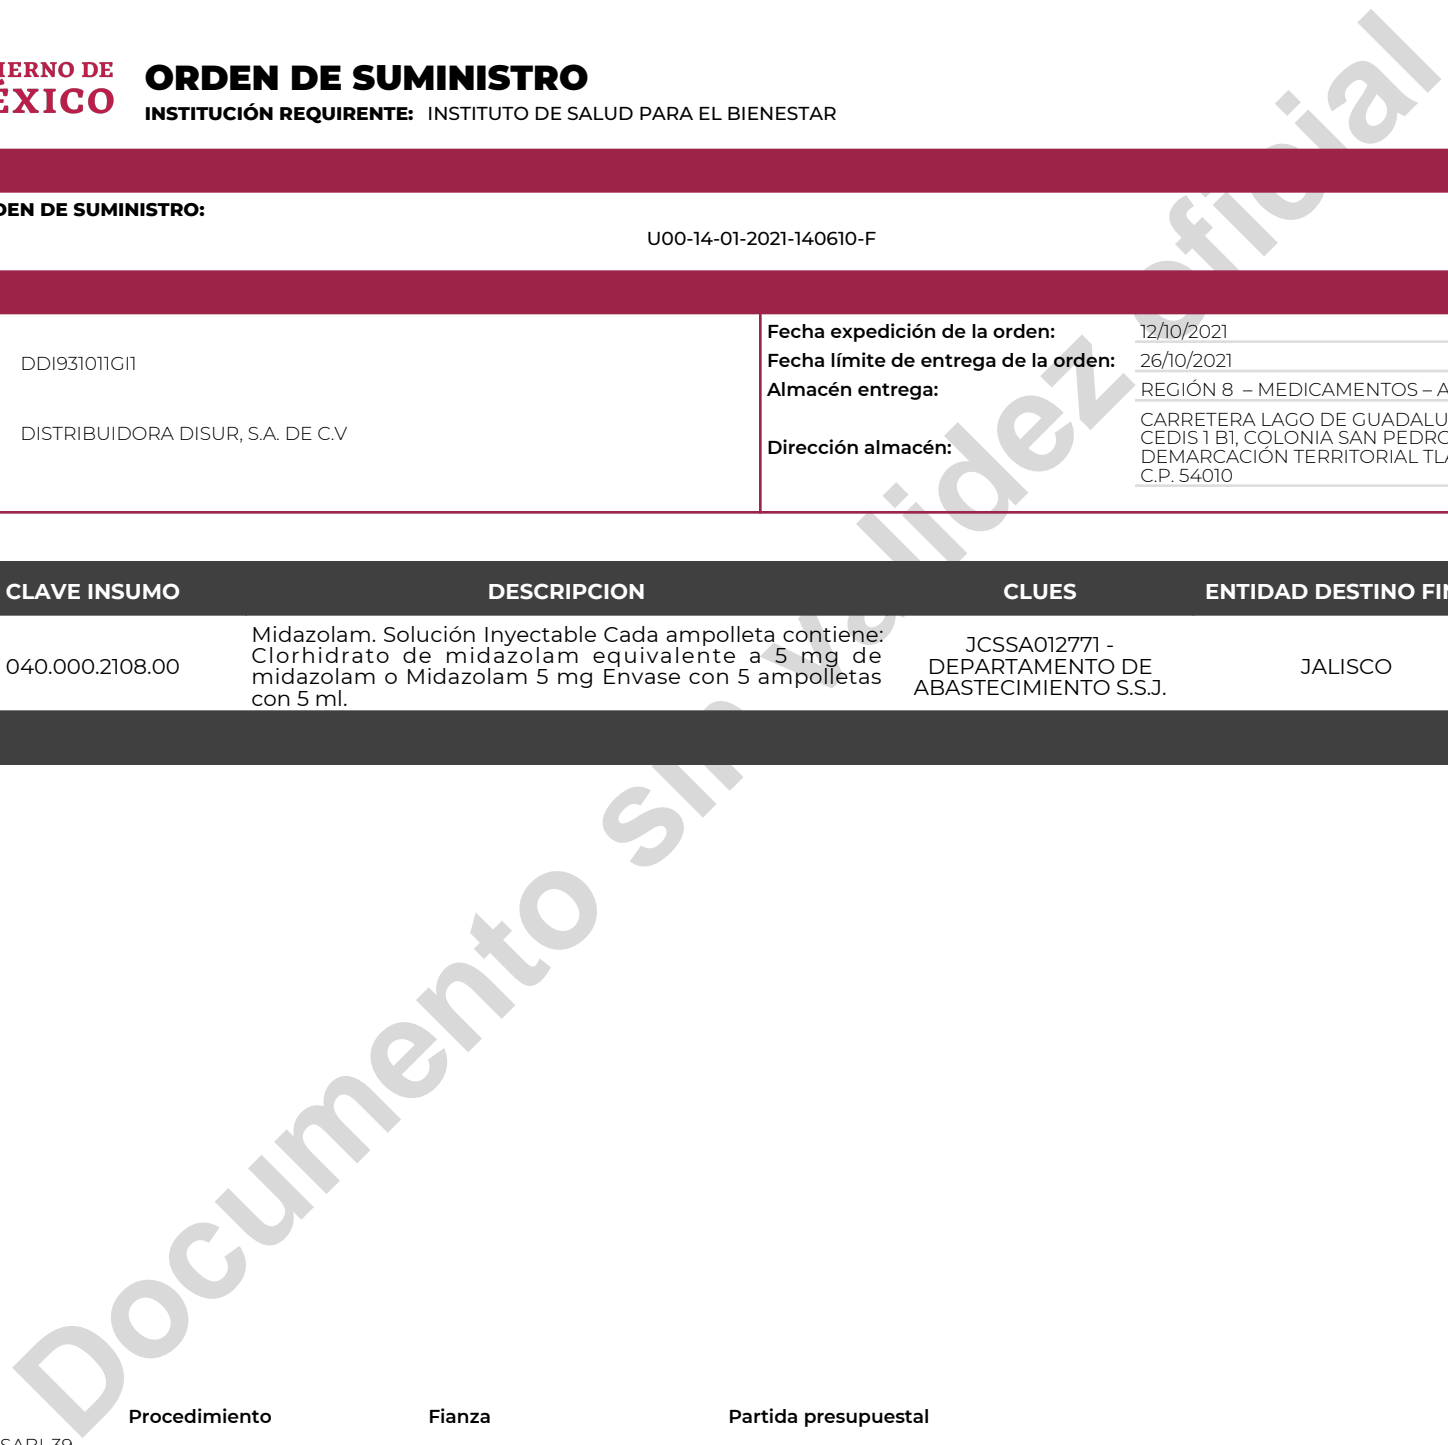 IERNO DE
ÉXICO
ORDEN DE SUMINISTRO
INSTITUCIÓN REQUIRENTE: INSTITUTO DE SALUD PARA EL BIENESTAR
DEN DE SUMINISTRO:
U00-14-01-2021-140610-F
DDI931011GI1
DISTRIBUIDORA DISUR, S.A. DE C.V
Fecha expedición de la orden: 12/10/2021
Fecha límite de entrega de la orden: 26/10/2021
Almacén entrega: REGIÓN 8 – MEDICAMENTOS – A
Dirección almacén:
CARRETERA LAGO DE GUADALU
CEDIS 1 B1, COLONIA SAN PEDRO
DEMARCACIÓN TERRITORIAL TLA
C.P. 54010
CLAVE INSUMO DESCRIPCION CLUES ENTIDAD DESTINO FIN
040.000.2108.00
Midazolam. Solución Inyectable Cada ampolleta contiene:
Clorhidrato de midazolam equivalente a 5 mg de
midazolam o Midazolam 5 mg Envase con 5 ampolletas
con 5 ml.
JCSSA012771 -
DEPARTAMENTO DE
ABASTECIMIENTO S.S.J.
JALISCO
Documento sin validez oficial
Procedimiento Fianza Partida presupuestal
SABI-39